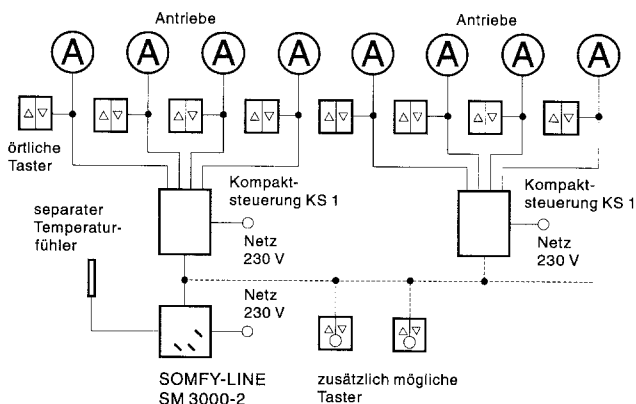 Antriebe
Antriebe
A
A
A
A
A
A
A
A
örtliche
Taster
Kompakt-
steuerung KS 1
Kompakt-
steuerung KS 1
separater
Temperatur-
fühler
Netz
230 V
Netz
230 V
Netz
230 V
SOMFY-LINE
SM 3000-2
zusätzlich mögliche
Taster